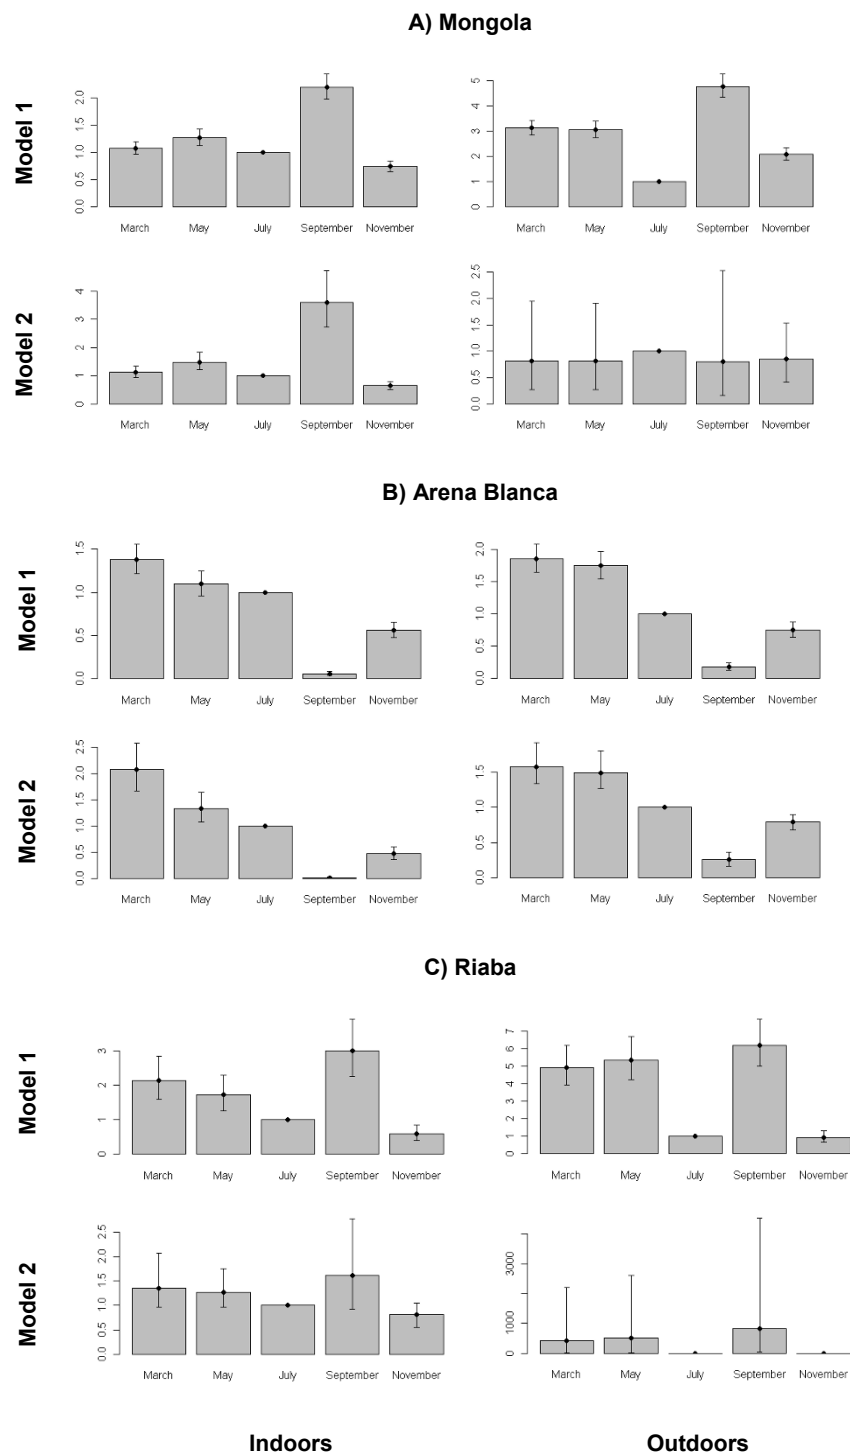 A) Mongola
Model 1
0.0 0.5 1.0 1.5 2.0
March May July September November
0 1 2 3 4 5
March May July September November
Model 2
0 1 2 3 4
March May July September November
0.0 0.5 1.0 1.5 2.0 2.5
March May July September November
B) Arena Blanca
Model 1
0.0 0.5 1.0 1.5
March May July September November
0.0 0.5 1.0 1.5 2.0
March May July September November
Model 2
0.0 0.5 1.0 1.5 2.0 2.5
March May July September November
0.0 0.5 1.0 1.5
March May July September November
C) Riaba
Model 1
0 1 2 3
March May July September November
0 1 2 3 4 5 6 7
March May July September November
Model 2
0.0 0.5 1.0 1.5 2.0 2.5
March May July September November
0 1000 3000
March May July September November
Indoors Outdoors